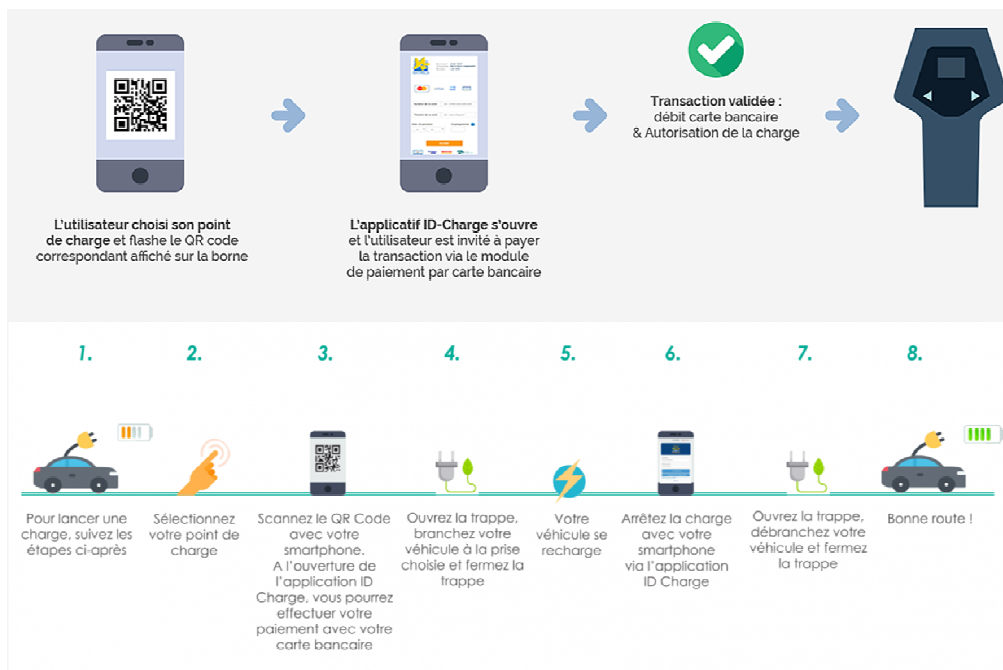 L'utilisateur choisi son point
de charge et flashe le QR code
correspondant affiché sur la borne
L'applicatif ID-Charge s'ouvre
et l'utilisateur est invité à payer
la transaction via le module
de paiement par carte bancaire
Transaction validée :
débit carte bancaire
& Autorisation de la charge
1.
Pour lancer une
charge, suivez les
étapes ci-après
2.
Sélectionnez
votre point de
charge
3.
Scannez le QR Code
avec votre
smartphone.
A l'ouverture de
l'application ID
Charge, vous pourrez
effectuer votre
paiement avec votre
carte bancaire
4.
Ouvrez la trappe,
branchez votre
véhicule à la prise
choisie et fermez la
trappe
5.
Votre
véhicule se
recharge
6.
Arrêtez la charge
avec votre
smartphone
via l'application
ID Charge
7.
Ouvrez la trappe,
débranchez votre
véhicule et fermez
la trappe
8.
Bonne route !